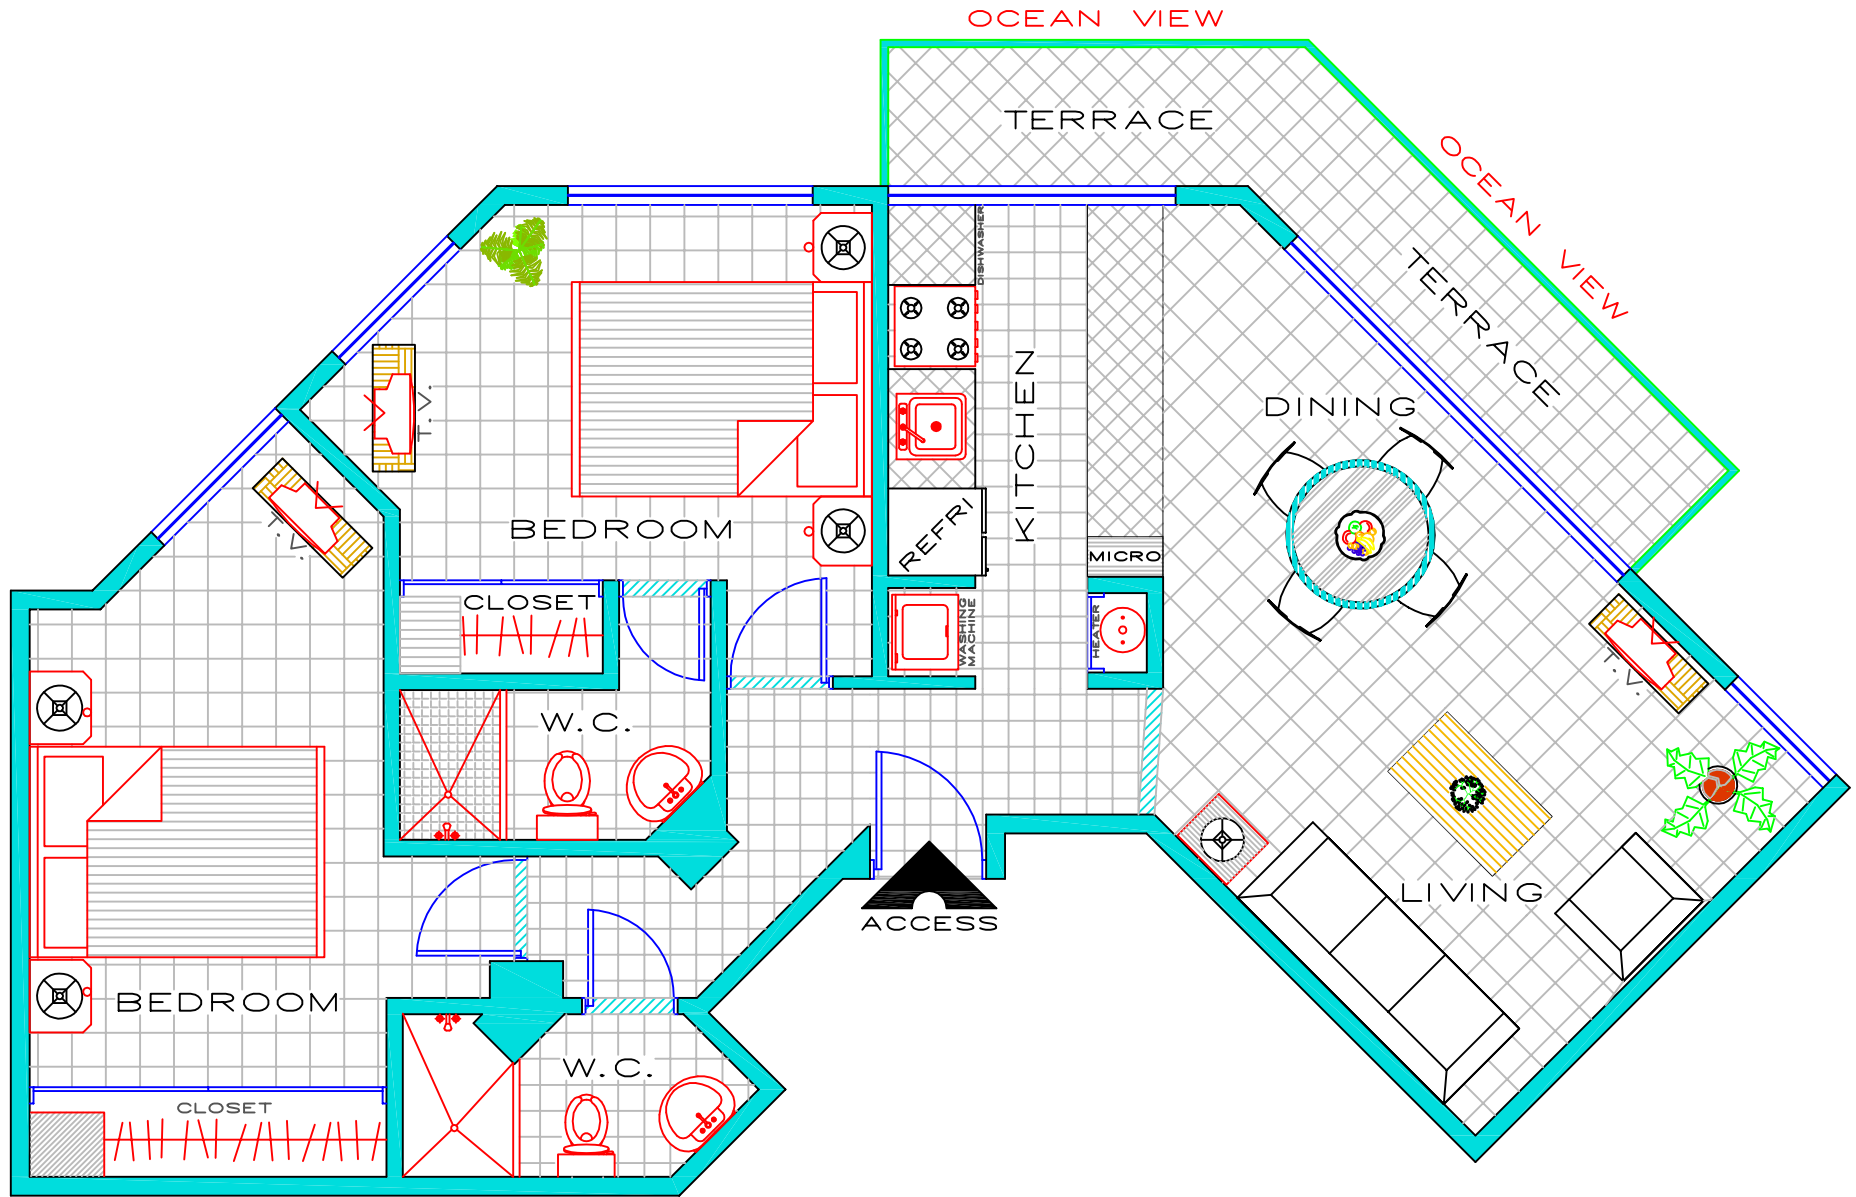 OCEAN VIEW
TERRACE
OCEAN VIEW
TERRACE
DISHWASHER
T.V.
KITCHEN
DINING
BEDROOM
REFRI
T.V.
MICRO
CLOSET
WASHING
MACHINE
HEATER
T.V.
W.C.
LIVING
ACCESS
BEDROOM
W.C.
CLOSET